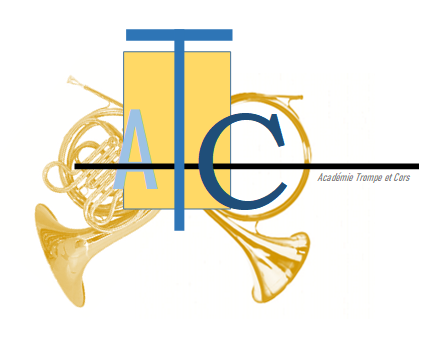 ATC
Académie Trompe et Cors